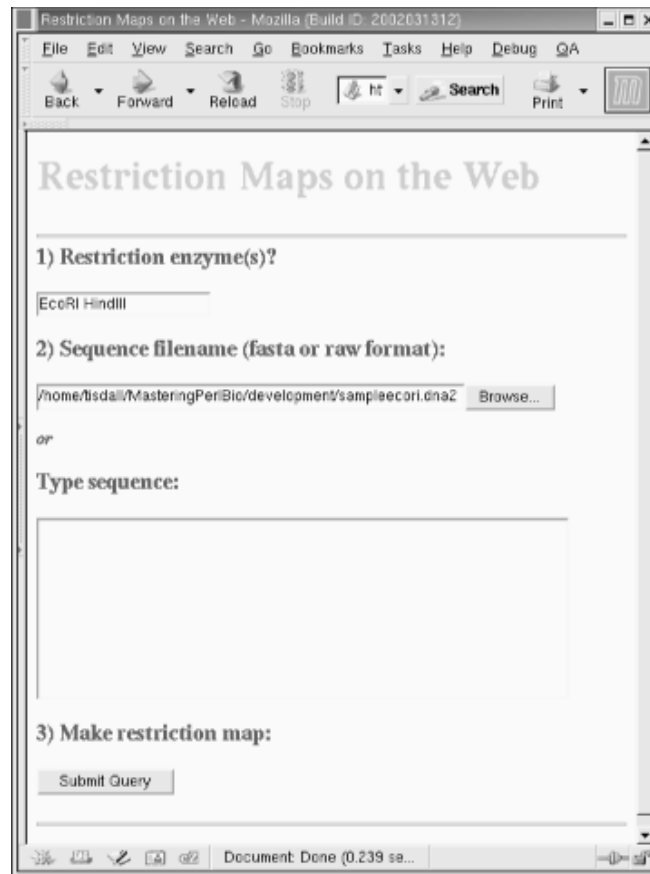 Restriction Maps on the Web - Mozilla {Build ID: 2002031312}
File Edit View Search Go Bookmarks Tasks Help Debug QA
Back Forward Reload Stop ht Search Print
Restriction Maps on the Web
1) Restriction enzyme(s)?
EcoRI HindIII
2) Sequence filename (fasta or raw format):
/home/tisdall/MasteringPerlBio/development/sampleecori.dna2 Browse...
or
Type sequence:
3) Make restriction map:
Submit Query
Document: Done (0.239 se...